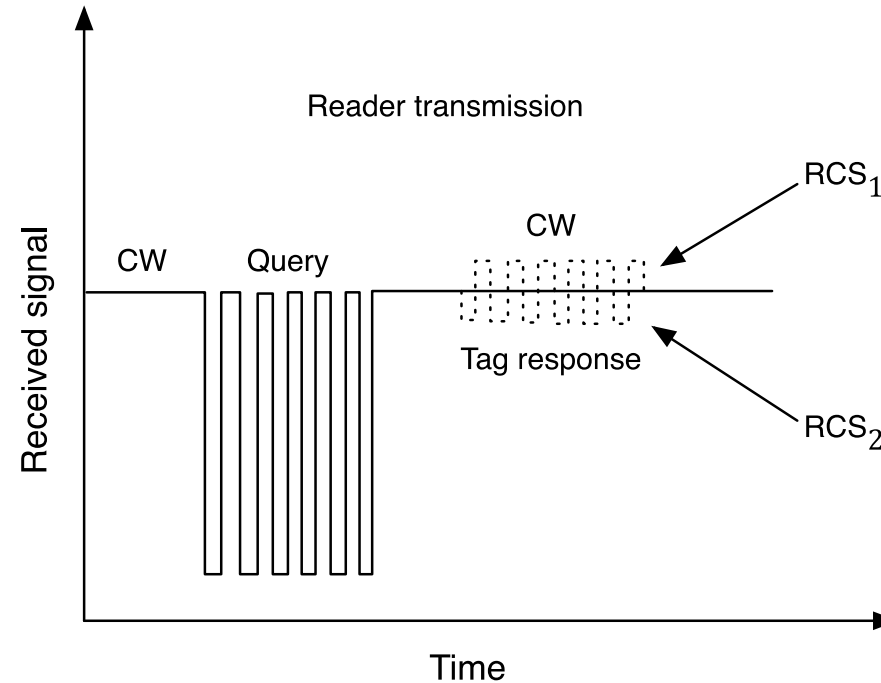 Reader transmission
RCS₁
CW
CW
Query
Received signal
Tag response
RCS₂
Time